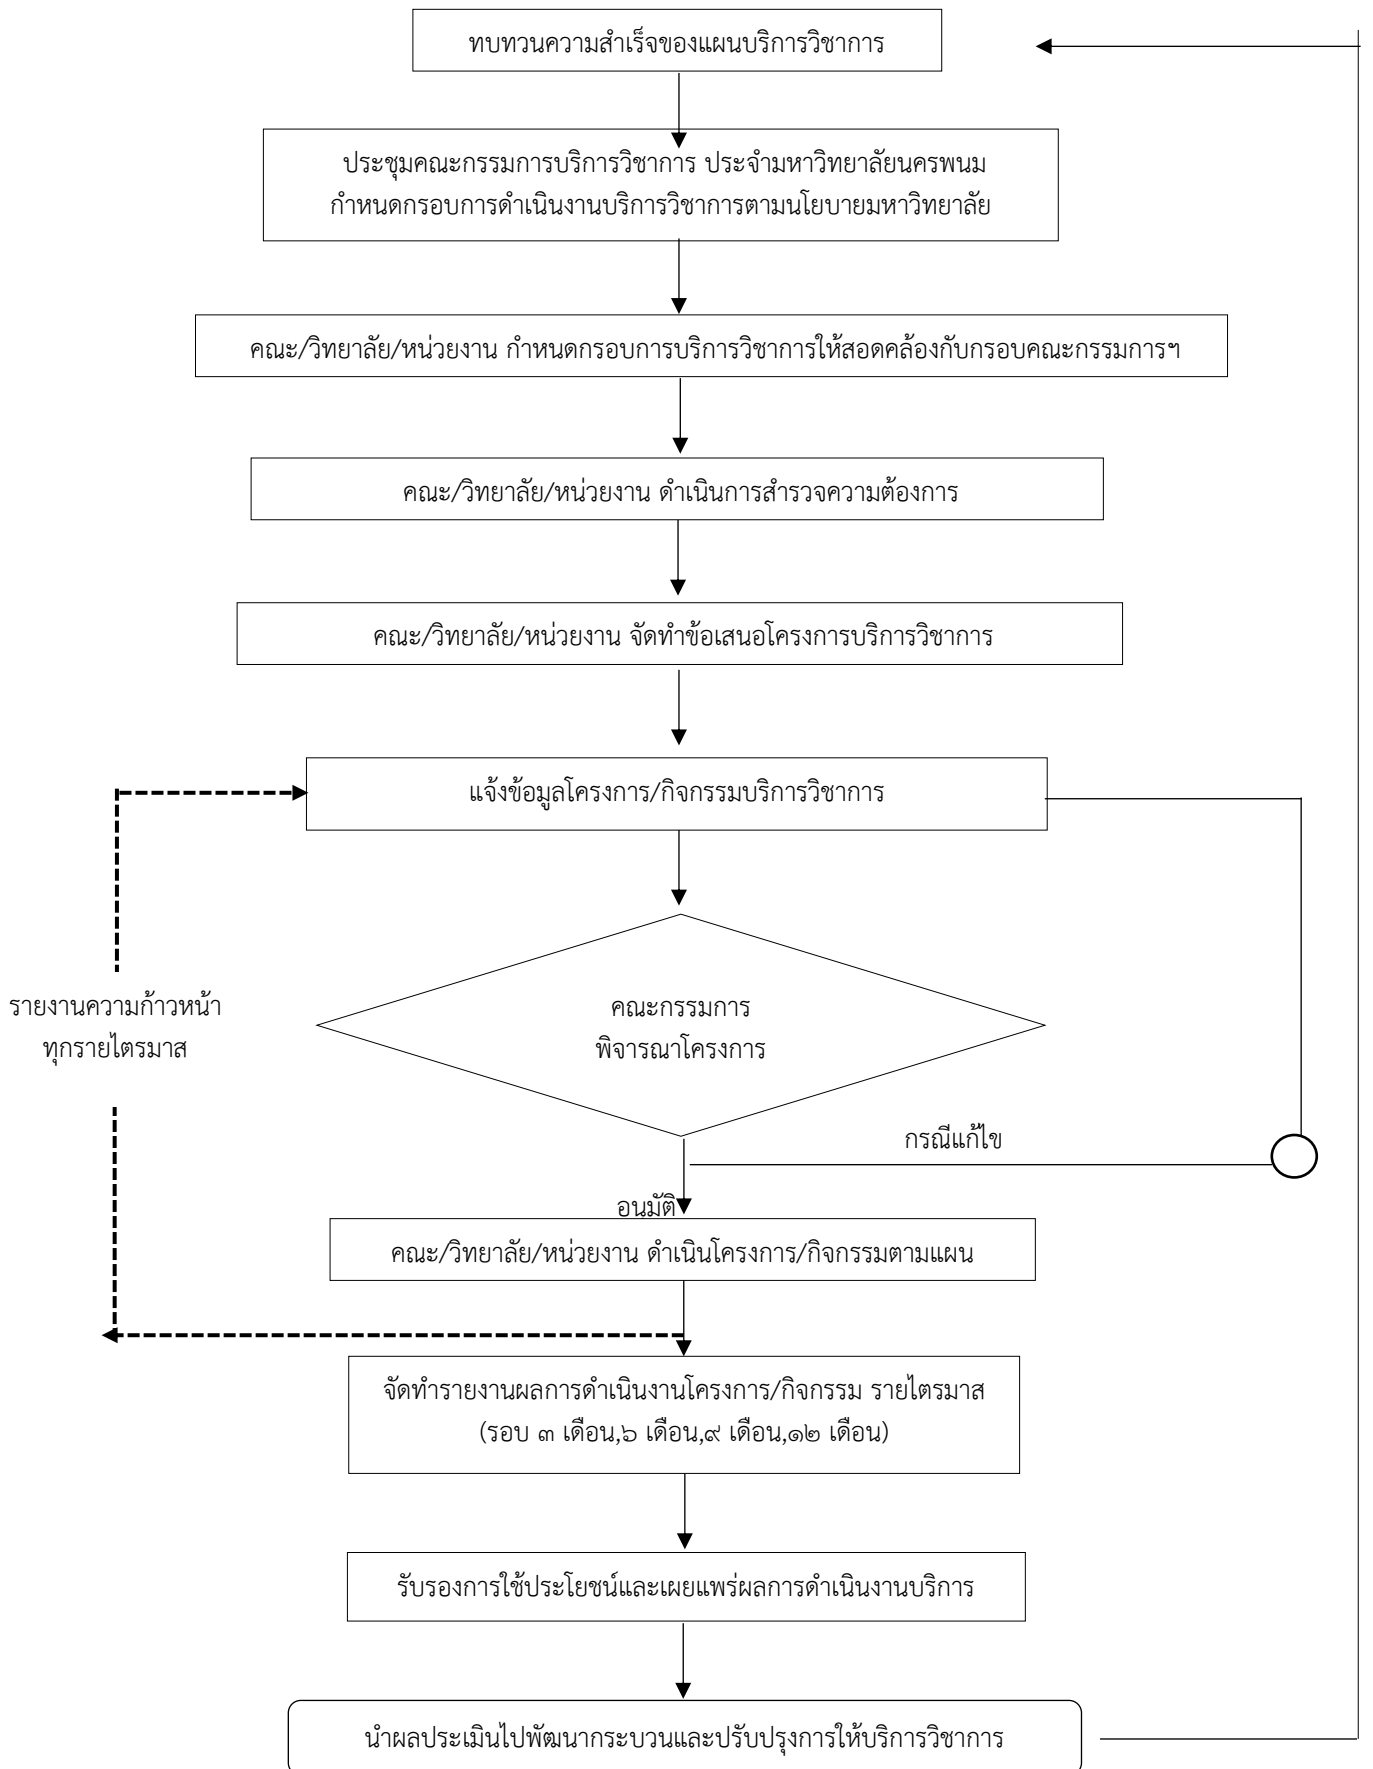 ทบทวนความสำเร็จของแผนบริการวิชาการ
ประชุมคณะกรรมการบริการวิชาการ ประจำมหาวิทยาลัยนครพนม
กำหนดกรอบการดำเนินงานบริการวิชาการตามนโยบายมหาวิทยาลัย
คณะ/วิทยาลัย/หน่วยงาน กำหนดกรอบการบริการวิชาการให้สอดคล้องกับกรอบคณะกรรมการฯ
คณะ/วิทยาลัย/หน่วยงาน ดำเนินการสำรวจความต้องการ
คณะ/วิทยาลัย/หน่วยงาน จัดทำข้อเสนอโครงการบริการวิชาการ
แจ้งข้อมูลโครงการ/กิจกรรมบริการวิชาการ
รายงานความก้าวหน้า
ทุกรายไตรมาส
คณะกรรมการ
พิจารณาโครงการ
กรณีแก้ไข
อนุมัติ
คณะ/วิทยาลัย/หน่วยงาน ดำเนินโครงการ/กิจกรรมตามแผน
จัดทำรายงานผลการดำเนินงานโครงการ/กิจกรรม รายไตรมาส
(รอบ ๓ เดือน,๖ เดือน,๙ เดือน,๑๒ เดือน)
รับรองการใช้ประโยชน์และเผยแพร่ผลการดำเนินงานบริการ
นำผลประเมินไปพัฒนากระบวนและปรับปรุงการให้บริการวิชาการ